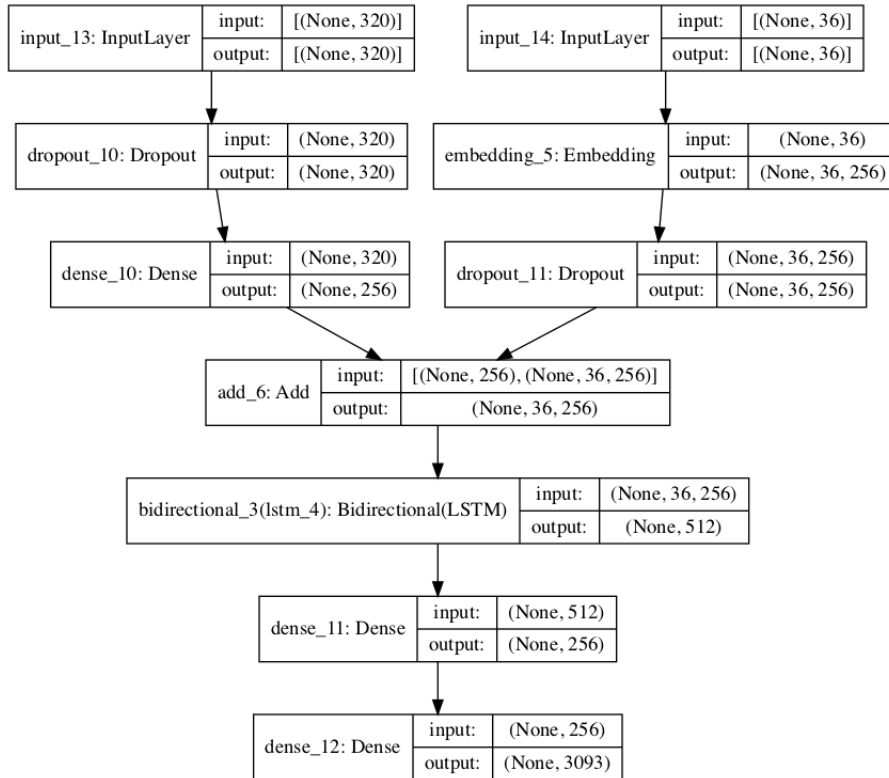 input_13: InputLayer
input: [(None, 320)]
output: [(None, 320)]
input_14: InputLayer
input: [(None, 36)]
output: [(None, 36)]
dropout_10: Dropout
input: (None, 320)
output: (None, 320)
embedding_5: Embedding
input: (None, 36)
output: (None, 36, 256)
dense_10: Dense
input: (None, 320)
output: (None, 256)
dropout_11: Dropout
input: (None, 36, 256)
output: (None, 36, 256)
add_6: Add
input: [(None, 256), (None, 36, 256)]
output: (None, 36, 256)
bidirectional_3(lstm_4): Bidirectional(LSTM)
input: (None, 36, 256)
output: (None, 512)
dense_11: Dense
input: (None, 512)
output: (None, 256)
dense_12: Dense
input: (None, 256)
output: (None, 3093)